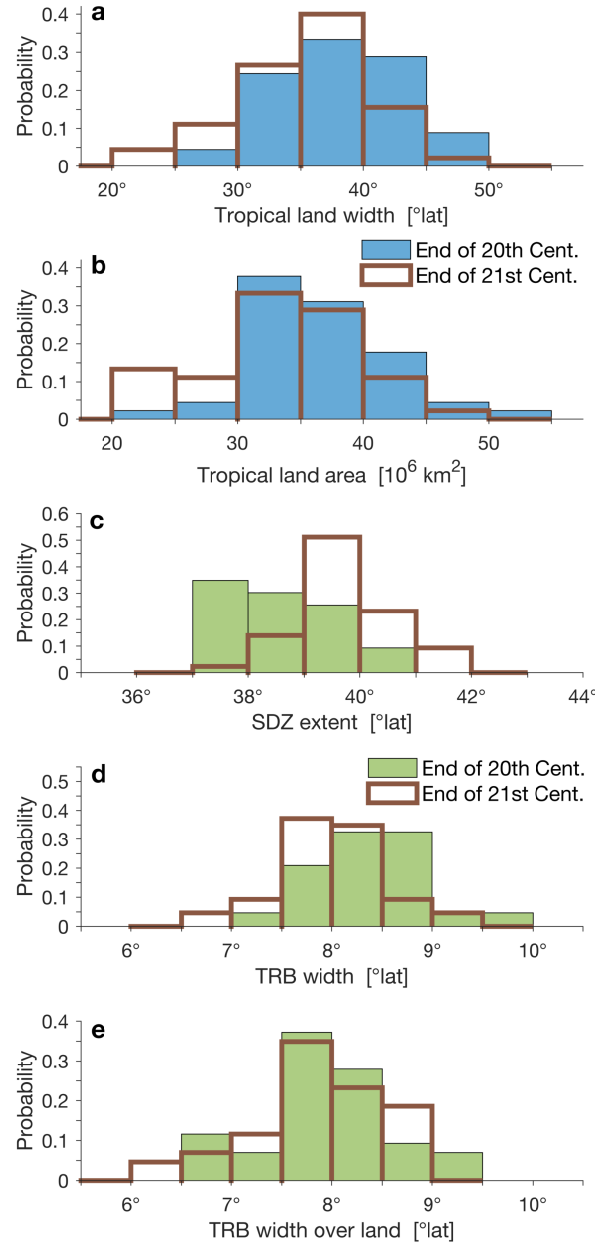 a
0.4
0.3
0.2
0.1
0
Probability
20° 30° 40° 50°
Tropical land width [°lat]
b
End of 20th Cent.
End of 21st Cent.
0.4
0.3
0.2
0.1
0
Probability
20 30 40 50
Tropical land area [10⁶ km²]
c
0.6
0.5
0.4
0.3
0.2
0.1
0
Probability
36° 38° 40° 42° 44°
SDZ extent [°lat]
d
End of 20th Cent.
End of 21st Cent.
0.5
0.4
0.3
0.2
0.1
0
Probability
6° 7° 8° 9° 10°
TRB width [°lat]
e
0.4
0.3
0.2
0.1
0
Probability
6° 7° 8° 9° 10°
TRB width over land [°lat]